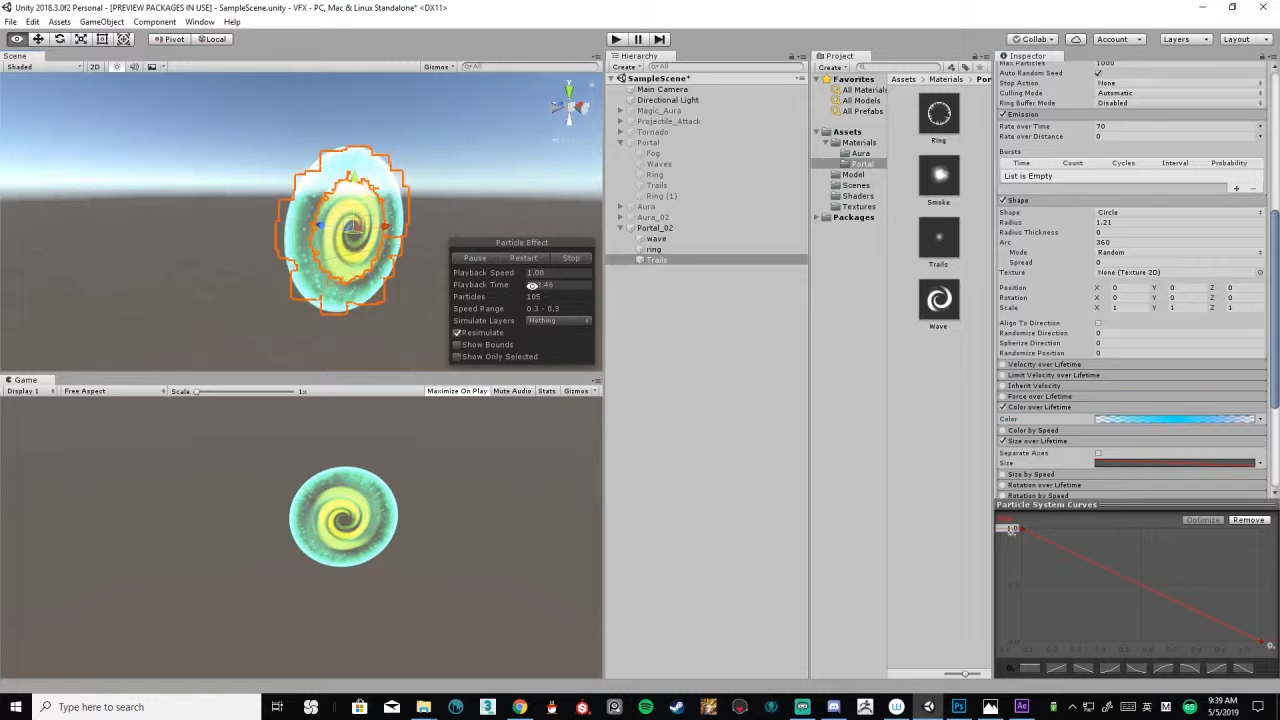 Unity 2018.3.0f2 Personal - [PREVIEW PACKAGES IN USE] - SampleScene.unity - VFX - PC, Mac & Linux Standalone* <DX11>
File Edit Assets GameObject Component Window Help
Pivot Local
Collab Account Layers Layout
Scene
Shaded 2D Gizmos All
Particle Effect
Pause Restart Stop
Playback Speed 1.00
Playback Time
Particles 105
Speed Range 0.3 - 0.3
Simulate Layers Nothing
Resimulate
Show Bounds
Show Only Selected
Game
Display 1 Free Aspect Scale 1x Maximize On Play Mute Audio Stats Gizmos
Hierarchy
Create All
SampleScene*
Main Camera
Directional Light
Magic_Aura
Projectile_Attack
Tornado
Portal
Fog
Waves
Ring
Trails
Ring (1)
Aura
Aura_02
Portal_02
wave
ring
Trails
Project
Create
Favorites
All Materials
All Models
All Prefabs
Assets
Materials
Aura
Portal
Model
Scenes
Shaders
Textures
Packages
Assets Materials Por
Ring
Smoke
Trails
Wave
Inspector
Max Particles 1000
Auto Random Seed
Stop Action None
Culling Mode Automatic
Ring Buffer Mode Disabled
Emission
Rate over Time 70
Rate over Distance 0
Bursts
Time Count Cycles Interval Probability
List is Empty
Shape
Shape Circle
Radius 1.21
Radius Thickness 0
Arc 360
Mode Random
Spread 0
Texture None (Texture 2D)
Position X 0 Y 0 Z 0
Rotation X 0 Y 0 Z 0
Scale X 1 Y 1 Z 1
Align To Direction
Randomize Direction 0
Spherize Direction 0
Randomize Position 0
Velocity over Lifetime
Limit Velocity over Lifetime
Inherit Velocity
Force over Lifetime
Color over Lifetime
Color
Color by Speed
Size over Lifetime
Separate Axes
Size
Size by Speed
Rotation over Lifetime
Rotation by Speed
Particle System Curves
Optimize Remove
1.0
Type here to search
9:39 AM
5/5/2019